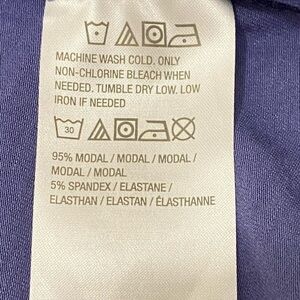 MACHINE WASH COLD. ONLY
NON-CHLORINE BLEACH WHEN
NEEDED. TUMBLE DRY LOW. LOW
IRON IF NEEDED
30
95% MODAL / MODAL / MODAL /
MODAL / MODAL
5% SPANDEX / ELASTANE /
ELASTHAN / ELASTAN / ÉLASTHANNE